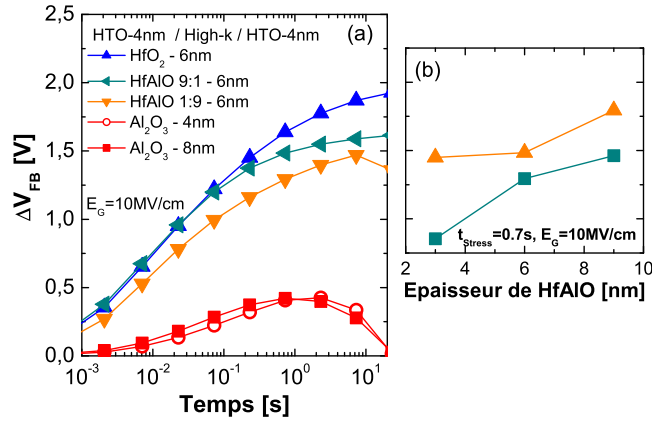 HTO-4nm / High-k / HTO-4nm (a)
HfO2 - 6nm
HfAlO 9:1 - 6nm
HfAlO 1:9 - 6nm
Al2O3 - 4nm
Al2O3 - 8nm
EG=10MV/cm
ΔVFB [V]
2,5
2,0
1,5
1,0
0,5
0,0
10-3 10-2 10-1 100 101
Temps [s]
(b)
tStress=0.7s, EG=10MV/cm
2 4 6 8 10
Epaisseur de HfAlO [nm]